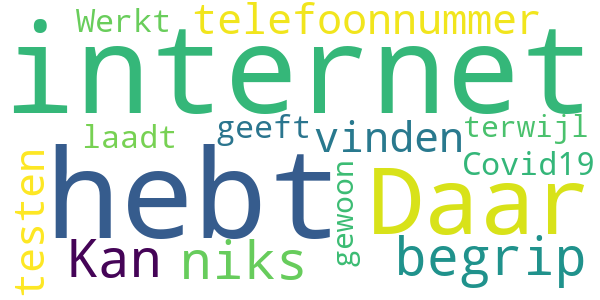 Werkt telefoonnummer
internet
laadt geeft vinden terwijl
hebt
Covid19
testen
gewoon
Daar
Kan niks begrip